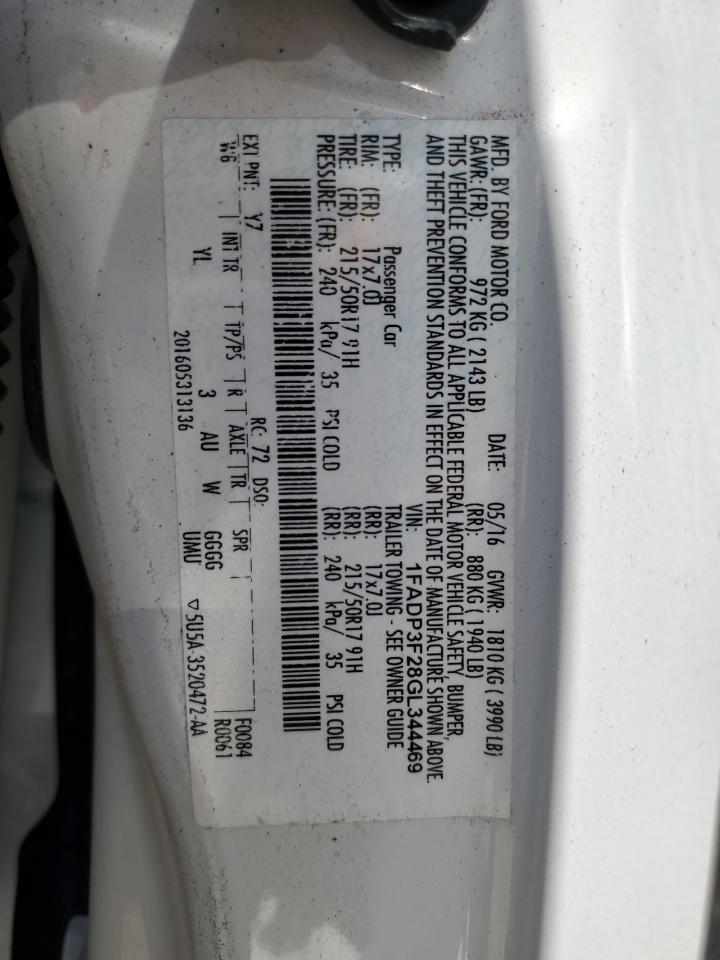 MFD. BY FORD MOTOR CO. DATE: 05/16 GVWR: 1810 KG ( 3990 LB)
GAWR: (FR): 972 KG ( 2143 LB) (RR): 880 KG ( 1940 LB)
THIS VEHICLE CONFORMS TO ALL APPLICABLE FEDERAL MOTOR VEHICLE SAFETY, BUMPER,
AND THEFT PREVENTION STANDARDS IN EFFECT ON THE DATE OF MANUFACTURE SHOWN ABOVE.
VIN: 1FADP3F28GL344469
TYPE: Passenger Car TRAILER TOWING - SEE OWNER GUIDE
RIM: (FR): 17x7.0J (RR): 17x7.0J
TIRE: (FR): 215/50R17 91H (RR): 215/50R17 91H
PRESSURE: (FR): 240 kPa/ 35 PSI COLD (RR): 240 kPa/ 35 PSI COLD
EXT PNT: Y7 RC: 72 DSO: F0084
R0061
INT TR TP/PS R AXLE TR SPR
W6 YL 3 AU W GGGG
UMU
201605313136 ▽5U5A-3520472-AA